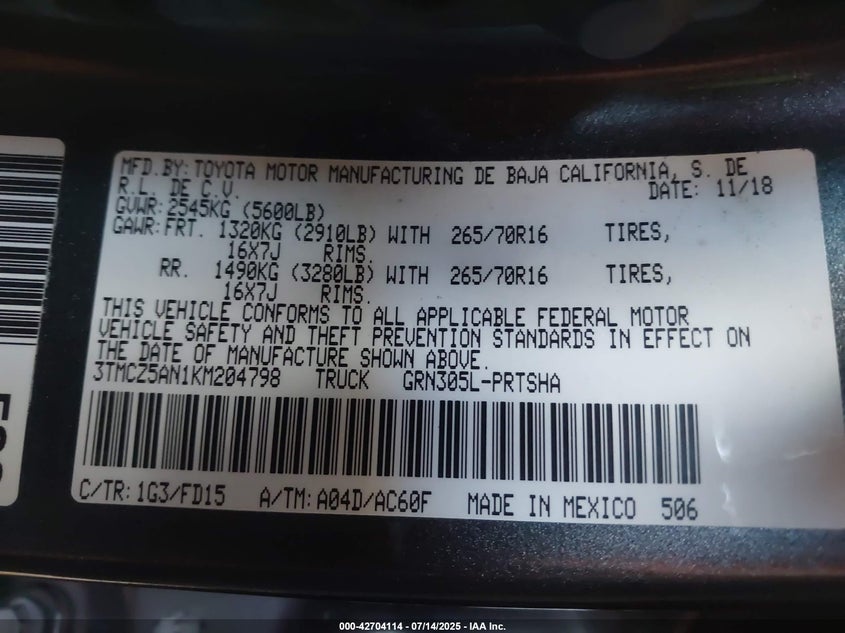 MFD.BY:TOYOTA MOTOR MANUFACTURING DE BAJA CALIFORNIA, S. DE
R.L. DE C.V. DATE: 11/18
GVWR:2545KG (5600LB)
GAWR:FRT. 1320KG (2910LB) WITH 265/70R16 TIRES,
16X7J RIMS.
RR. 1490KG (3280LB) WITH 265/70R16 TIRES,
16X7J RIMS.
THIS VEHICLE CONFORMS TO ALL APPLICABLE FEDERAL MOTOR
VEHICLE SAFETY AND THEFT PREVENTION STANDARDS IN EFFECT ON
THE DATE OF MANUFACTURE SHOWN ABOVE.
3TMCZ5AN1KM204798 TRUCK GRN305L-PRTSHA
C/TR:1G3/FD15 A/TM:A04D/AC60F MADE IN MEXICO 506
000-42704114 - 07/14/2025 - IAA Inc.